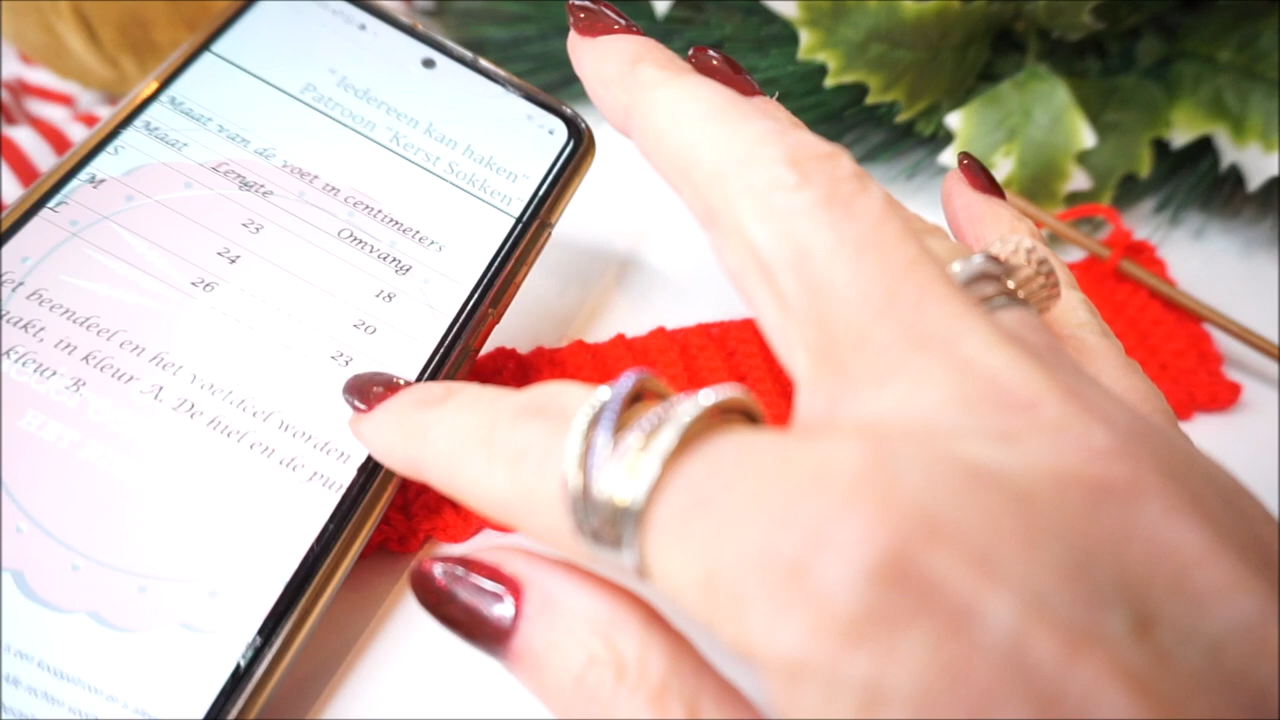 "Iedereen kan haken"
Patroon "Kerst Sokken"
Maat van de voet in centimeters
Maat Lengte Omvang
S 23 18
M 24 20
L 26 23
et beendeel en het voetdeel worden
aakt, in kleur A. De hiel en de
kleur B.